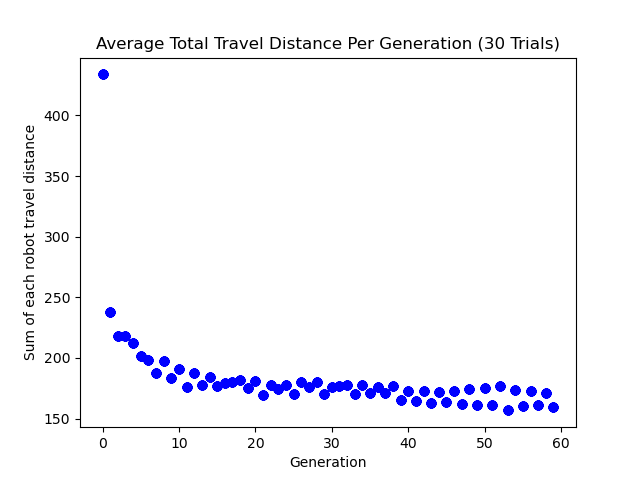 Average Total Travel Distance Per Generation (30 Trials)
Sum of each robot travel distance
400
350
300
250
200
150
0 10 20 30 40 50 60
Generation